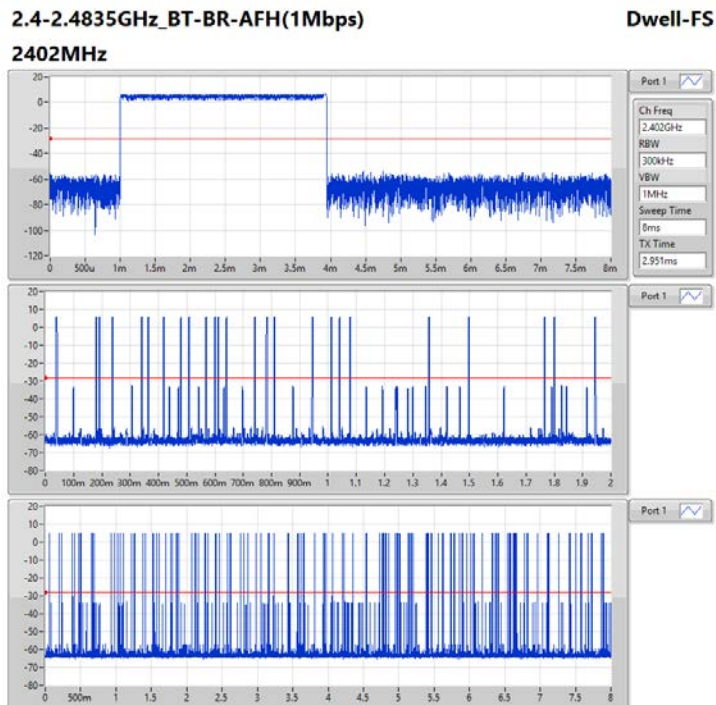 2.4-2.4835GHz_BT-BR-AFH(1Mbps) Dwell-FS
2402MHz
Port 1
Ch Freq
2.402GHz
RBW
300kHz
VBW
1MHz
Sweep Time
8ms
TX Time
2.951ms
20
0
-20
-40
-60
-80
-100
-120
0 500u 1m 1.5m 2m 2.5m 3m 3.5m 4m 4.5m 5m 5.5m 6m 6.5m 7m 7.5m 8m
Port 1
20
10
0
-10
-20
-30
-40
-50
-60
-70
-80
0 100m 200m 300m 400m 500m 600m 700m 800m 900m 1 1.1 1.2 1.3 1.4 1.5 1.6 1.7 1.8 1.9 2
Port 1
20
10
0
-10
-20
-30
-40
-50
-60
-70
-80
0 500m 1 1.5 2 2.5 3 3.5 4 4.5 5 5.5 6 6.5 7 7.5 8